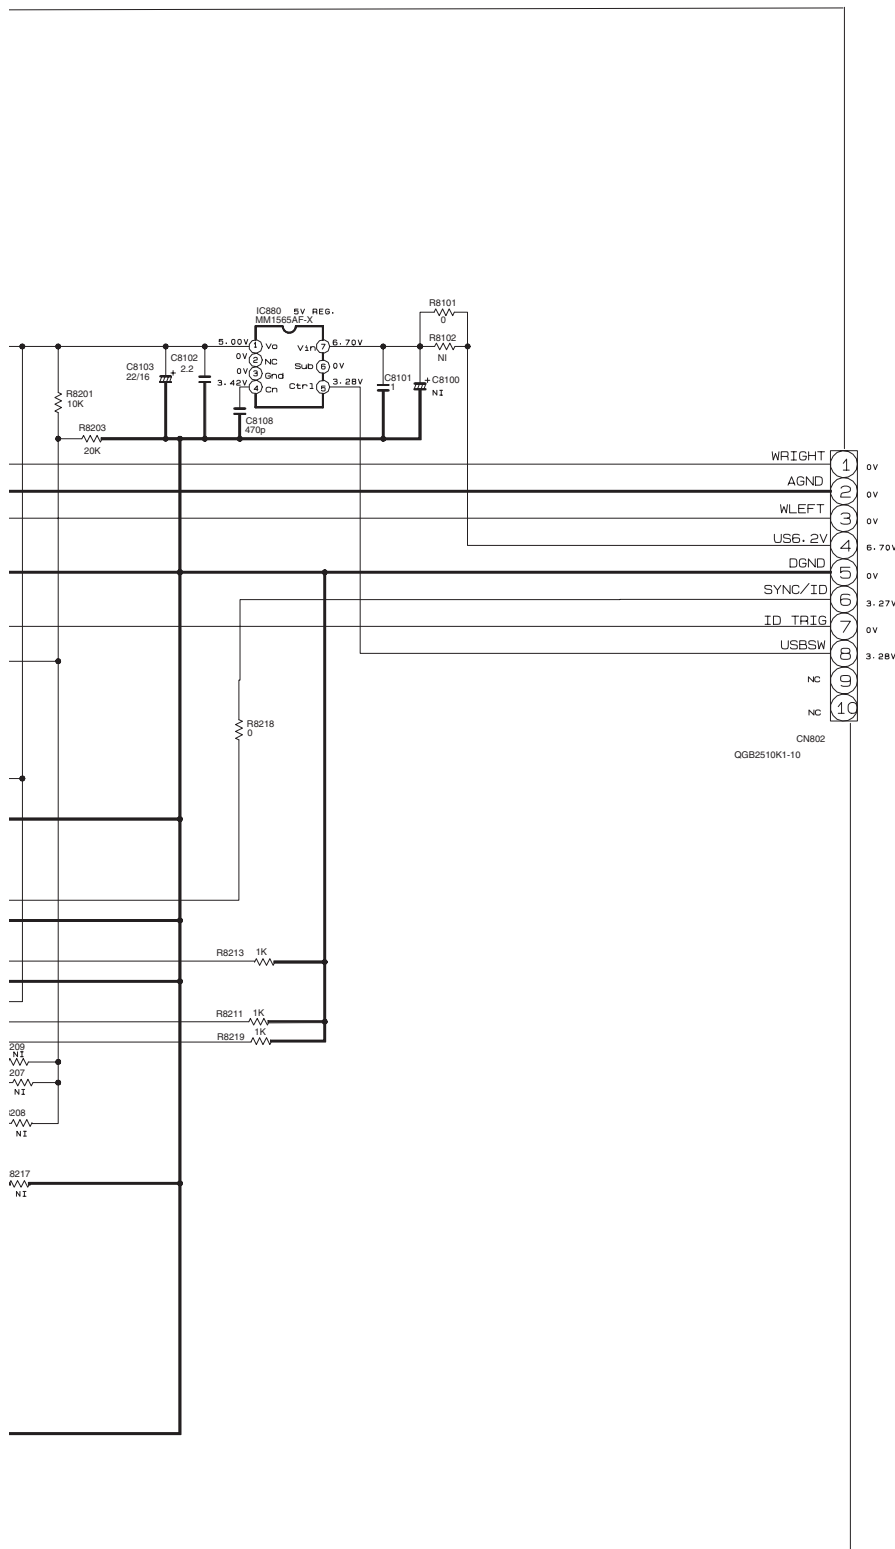 IC880 5V REG.
MM1565AF-X
R8101
0
R8102
NI
5.00V 1 Vo Vin 7 6.70V
0V 2 NC
Sub 6 0V
0V 3 Gnd
3.42V 4 Cn Ctrl 5 3.28V
C8103
22/16
+
C8102
2.2
C8101
1
+ C8100
NI
R8201
10K
C8108
470p
R8203
20K
WRIGHT 1 0V
AGND 2 0V
WLEFT 3 0V
US6.2V 4 6.70V
DGND 5 0V
SYNC/ID 6 3.27V
ID TRIG 7 0V
USBSW 8 3.28V
NC 9
NC 10
CN802
QGB2510K1-10
R8218
0
R8213 1K
R8211 1K
R8219 1K
209
NI
207
NI
208
NI
8217
NI